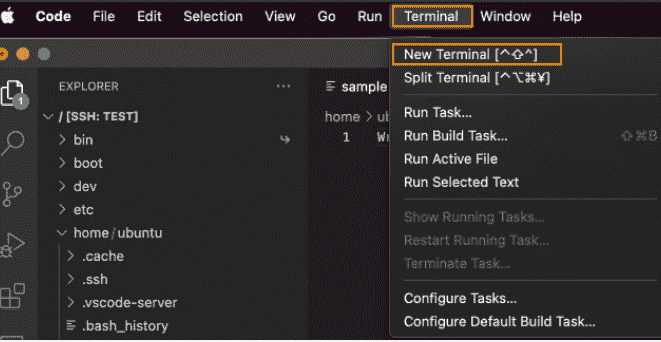 Code File Edit Selection View Go Run Terminal Window Help
EXPLORER ...
/ [SSH: TEST]
bin
boot
dev
etc
home/ubuntu
.cache
.ssh
.vscode-server
.bash_history
1
sample
home > ub
1 Wr
New Terminal [^⇧^]
Split Terminal [^⌥⌘¥]
Run Task...
Run Build Task... ⇧⌘B
Run Active File
Run Selected Text
Show Running Tasks...
Restart Running Task...
Terminate Task...
Configure Tasks...
Configure Default Build Task...